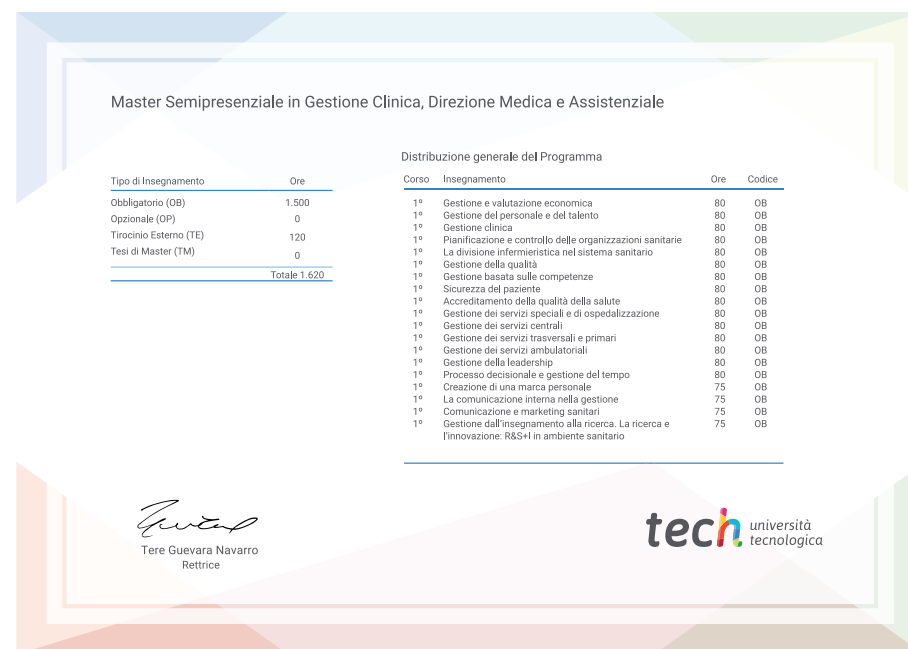 Master Semipresenziale in Gestione Clinica, Direzione Medica e Assistenziale
Tipo di Insegnamento Ore
Obbligatorio (OB) 1.500
Opzionale (OP) 0
Tirocinio Esterno (TE) 120
Tesi di Master (TM) 0
Totale 1.620
Distribuzione generale del Programma
Corso Insegnamento Ore Codice
1º Gestione e valutazione economica 80 OB
1º Gestione del personale e del talento 80 OB
1º Gestione clinica 80 OB
1º Pianificazione e controllo delle organizzazioni sanitarie 80 OB
1º La divisione infermieristica nel sistema sanitario 80 OB
1º Gestione della qualità 80 OB
1º Gestione basata sulle competenze 80 OB
1º Sicurezza del paziente 80 OB
1º Accreditamento della qualità della salute 80 OB
1º Gestione dei servizi speciali e di ospedalizzazione 80 OB
1º Gestione dei servizi centrali 80 OB
1º Gestione dei servizi trasversali e primari 80 OB
1º Gestione dei servizi ambulatoriali 80 OB
1º Gestione della leadership 80 OB
1º Processo decisionale e gestione del tempo 80 OB
1º Creazione di una marca personale 75 OB
1º La comunicazione interna nella gestione 75 OB
1º Comunicazione e marketing sanitari 75 OB
1º Gestione dall'insegnamento alla ricerca. La ricerca e 75 OB
l'innovazione: R&S+I in ambiente sanitario
Tere Guevara Navarro
Rettrice
tech università
tecnologica